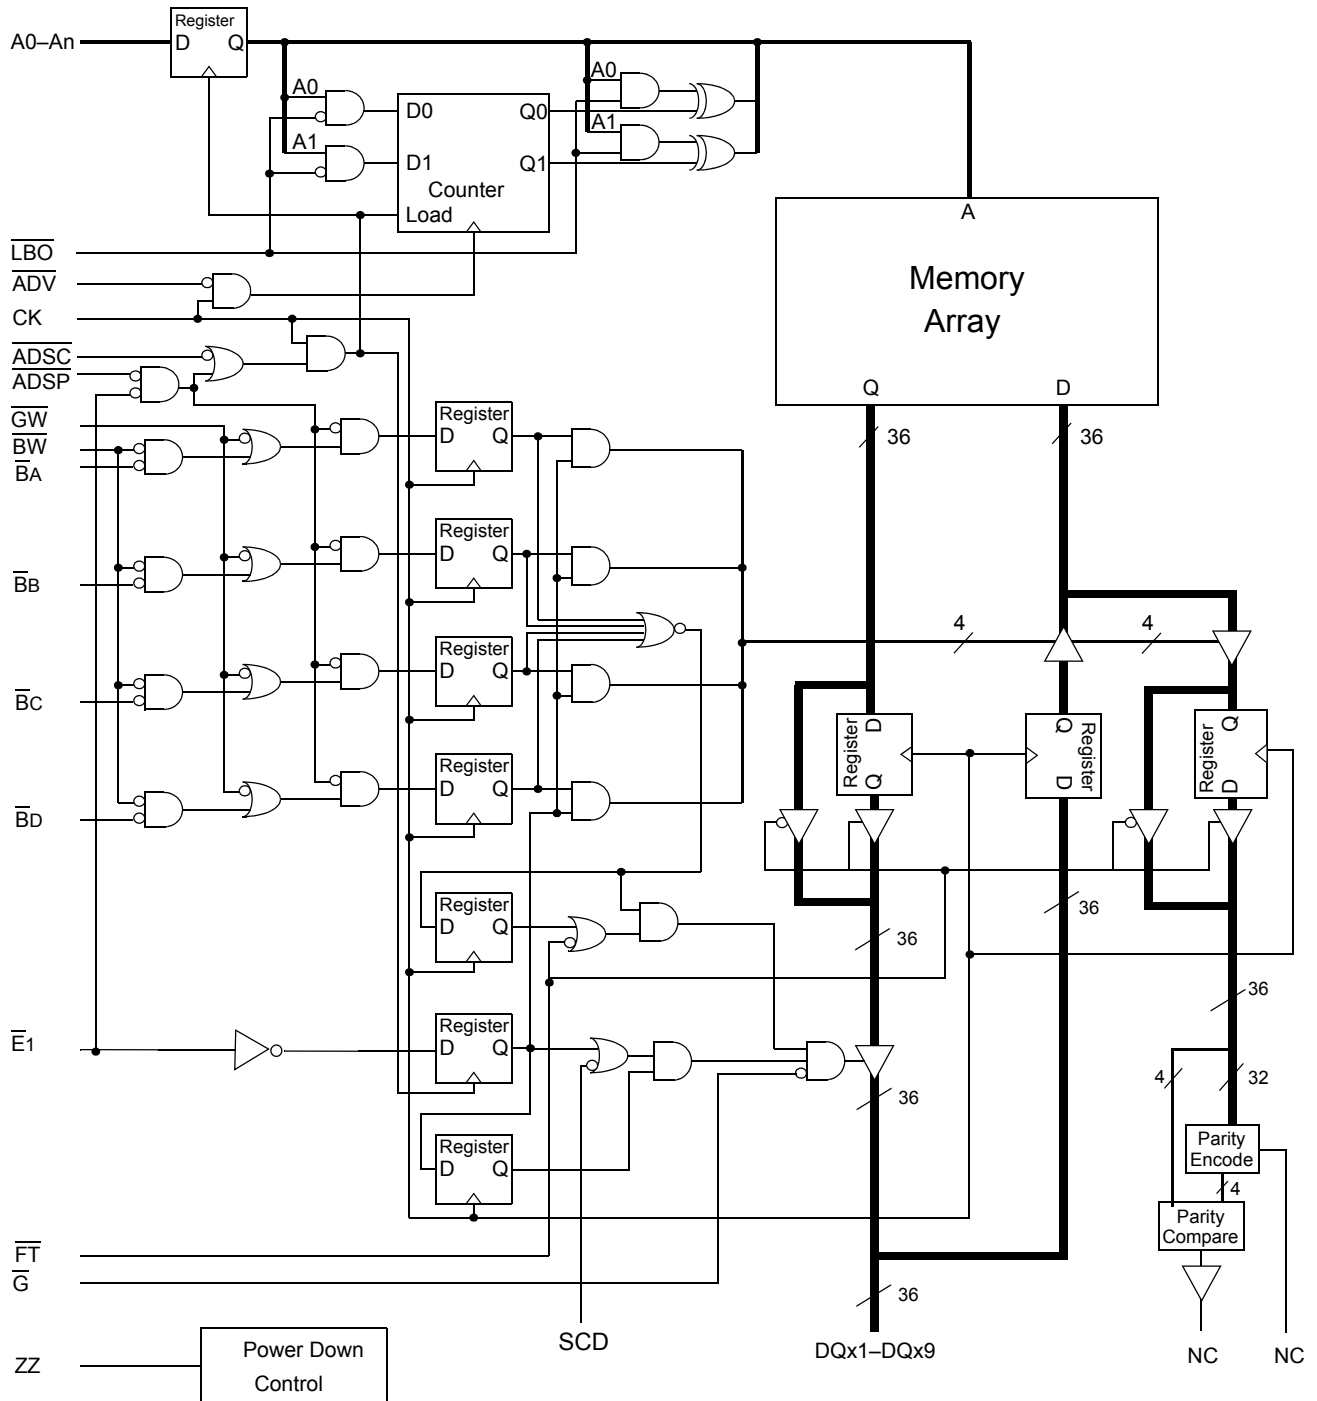 Register
A0–An
D Q
A0
A0
D0 Q0
A1
A1
D1 Q1
Counter
Load
A
LBO
ADV
Memory
Array
CK
ADSC
ADSP
Q D
GW
Register
BW
D Q
36 36
BA
Register
D Q
BB
4 4
Register
D Q
BC
Register
D
Q
Register
Q
D
Register
Q
D
Register
D Q
BD
Register
D Q
36
36
36
Register
E1
D Q
4 32
36
Register
D Q
Parity
Encode
4
Parity
Compare
FT
G
36
SCD
DQx1–DQx9
NC NC
ZZ
Power Down
Control